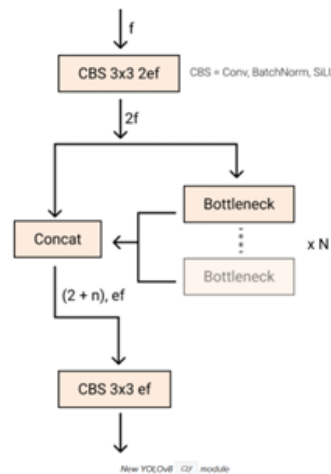 f
CBS 3x3 2ef
CBS = Conv, BatchNorm, SiLU
2f
Bottleneck
Concat
x N
Bottleneck
(2 + n), ef
CBS 3x3 ef
New YOLOv8 C2f module